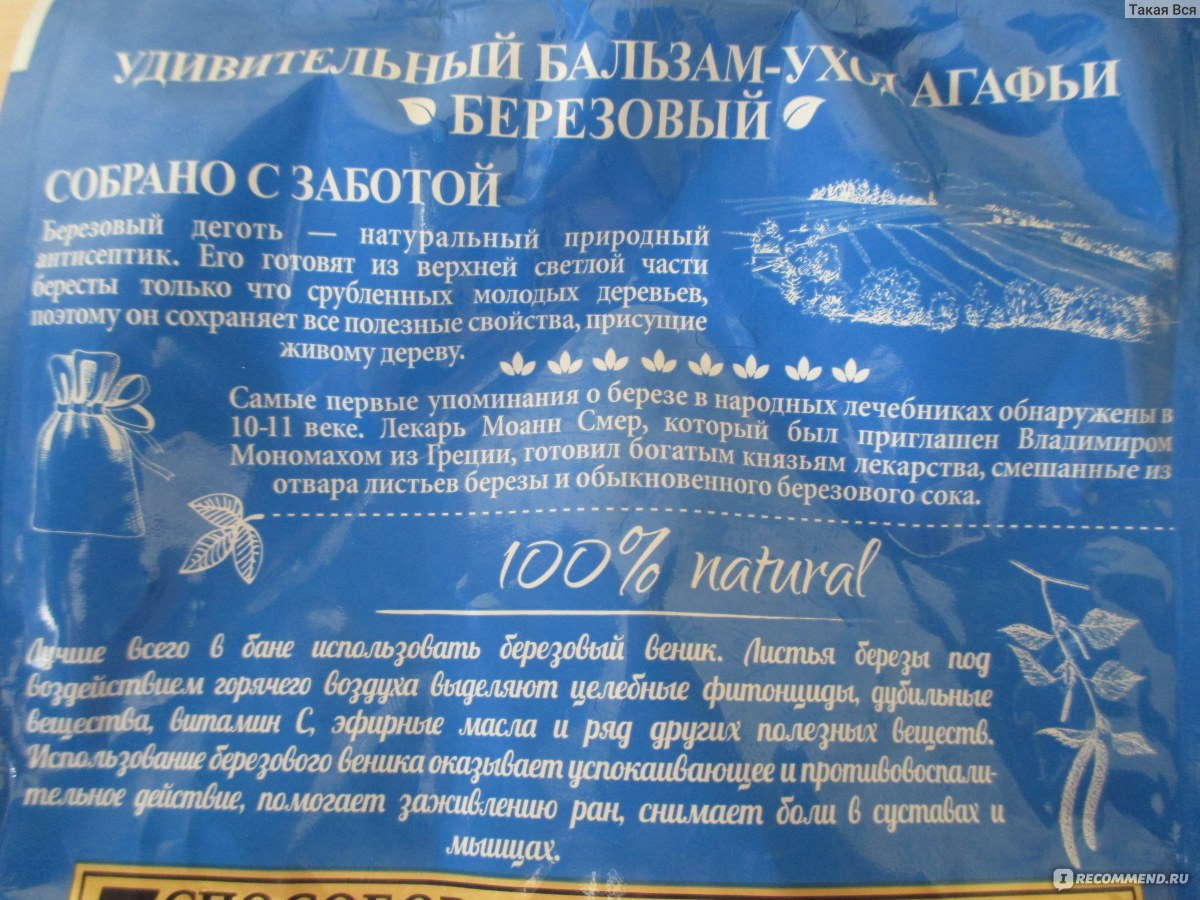 Такая Вся
УДИВИТЕЛЬНЫЙ БАЛЬЗАМ-УХОД АГАФЬИ
БЕРЕЗОВЫЙ
СОБРАНО С ЗАБОТОЙ
Березовый деготь — натуральный природный
антисептик. Его готовят из верхней светлой части
бересты только что срубленных молодых деревьев,
поэтому он сохраняет все полезные свойства, присущие
живому дереву.
Самые первые упоминания о березе в народных лечебниках обнаружены в
10-11 веке. Лекарь Моанн Смер, который был приглашен Владимиром
Мономахом из Греции, готовил богатым князьям лекарства, смешанные из
отвара листьев березы и обыкновенного березового сока.
100% natural
Лучше всего в бане использовать березовый веник. Листья березы под
воздействием горячего воздуха выделяют целебные фитонциды, дубильные
вещества, витамин С, эфирные масла и ряд других полезных веществ.
Использование березового веника оказывает успокаивающее и противовоспали-
тельное действие, помогает заживлению ран, снимает боли в суставах и
мышцах.
I RECOMMEND.RU